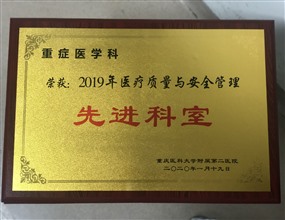 重症医学科
荣获：2019年医疗质量与安全管理
先进科室
重庆医科大学附属第二医院
二〇二〇年一月十九日